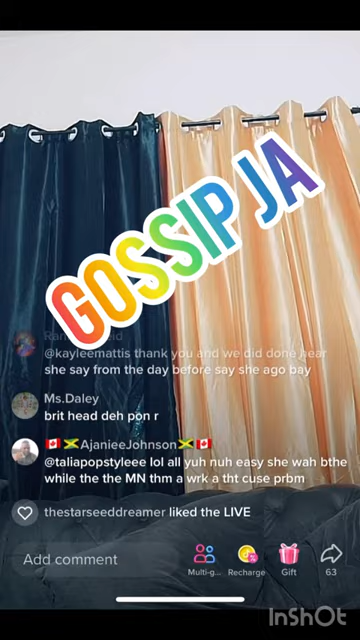 GOSSIP JA
@kayleemattis thank you and we did done hear
she say from the day before say she ago bay
Ms.Daley
brit head deh pon r
AjanieeJohnson
@taliapopstyleee lol all yuh nuh easy she wah bthe
while the the MN thm a wrk a tht cuse prbm
thestarseeddreamer liked the LIVE
Add comment
Multi-g...
Recharge
Gift
63
InShOt